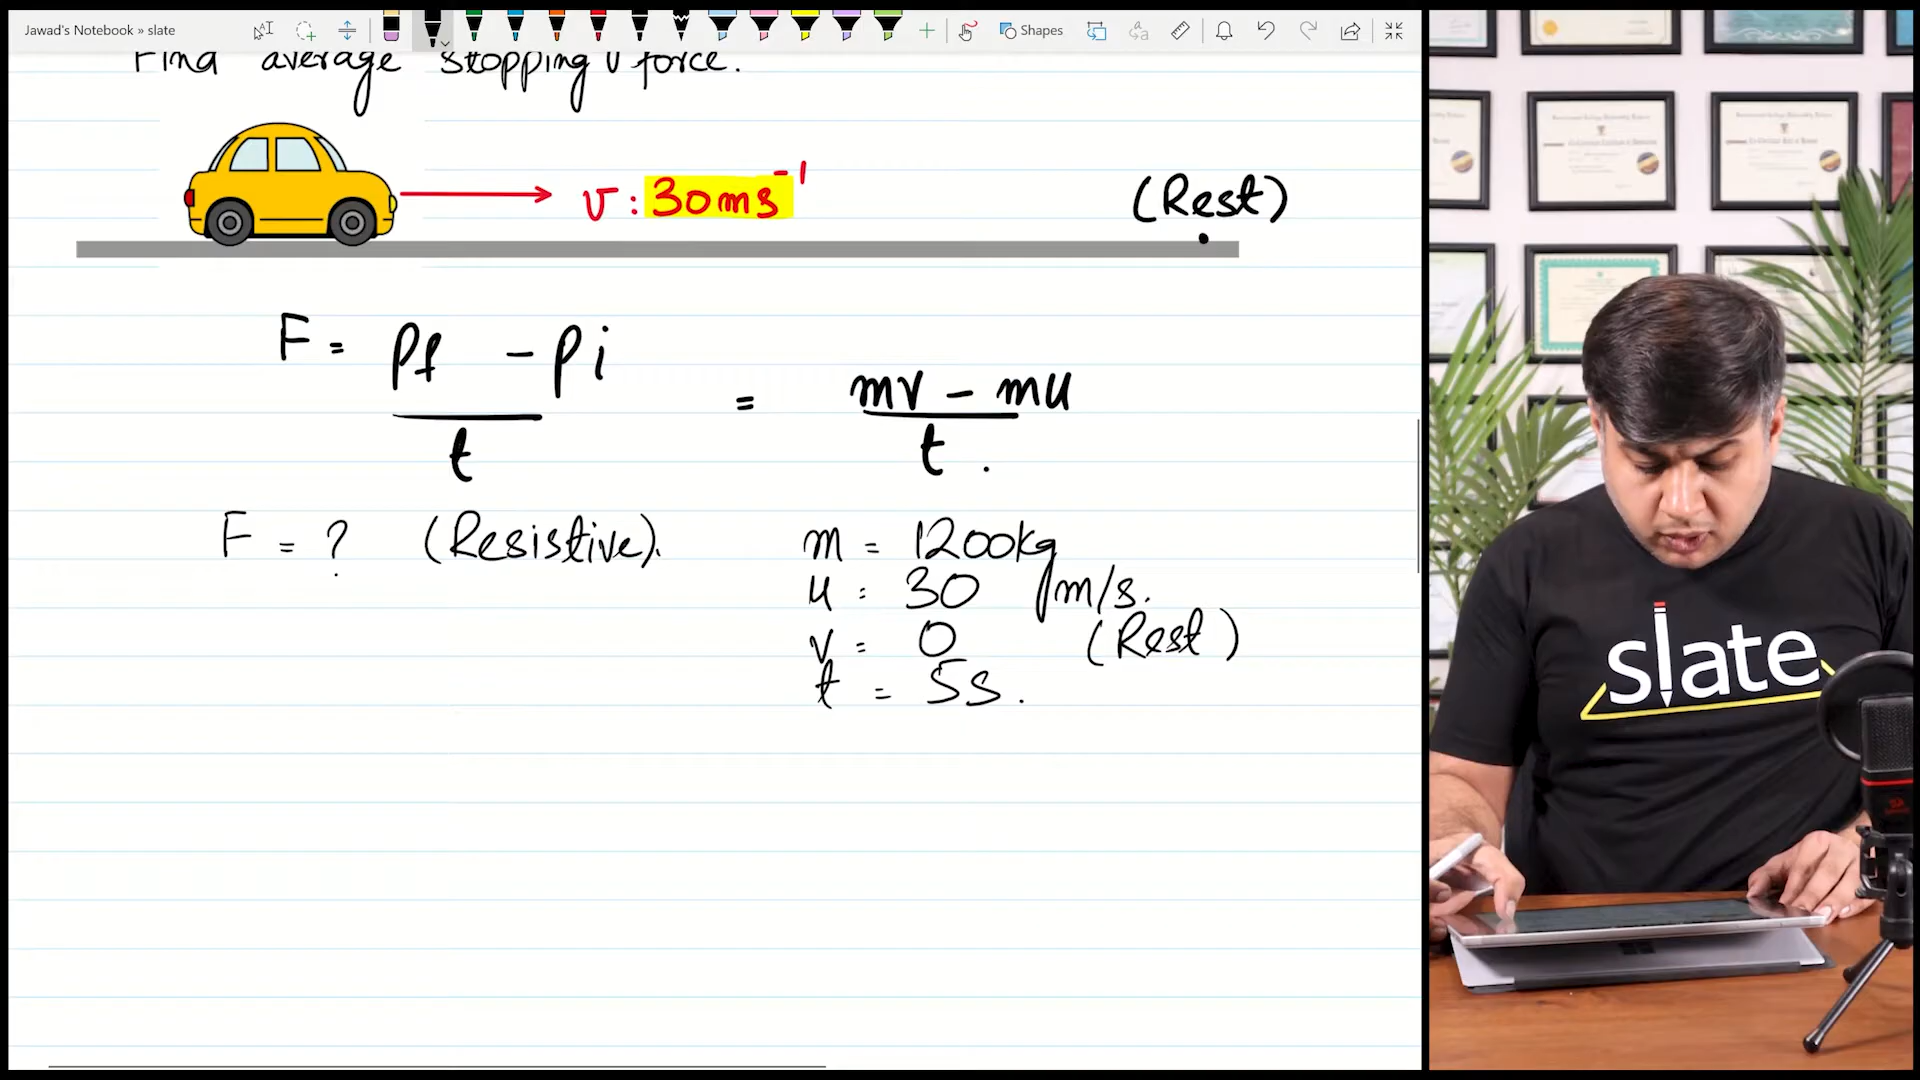 Jawad's Notebook » slate
Shapes
Find average stopping force.
v : 30ms⁻¹
(Rest)
F = pf - pi / t = mv - mu / t .
F = ? (Resistive).
m = 1200kg
u : 30 m/s.
v = 0 (Rest)
t = 5s.
slate